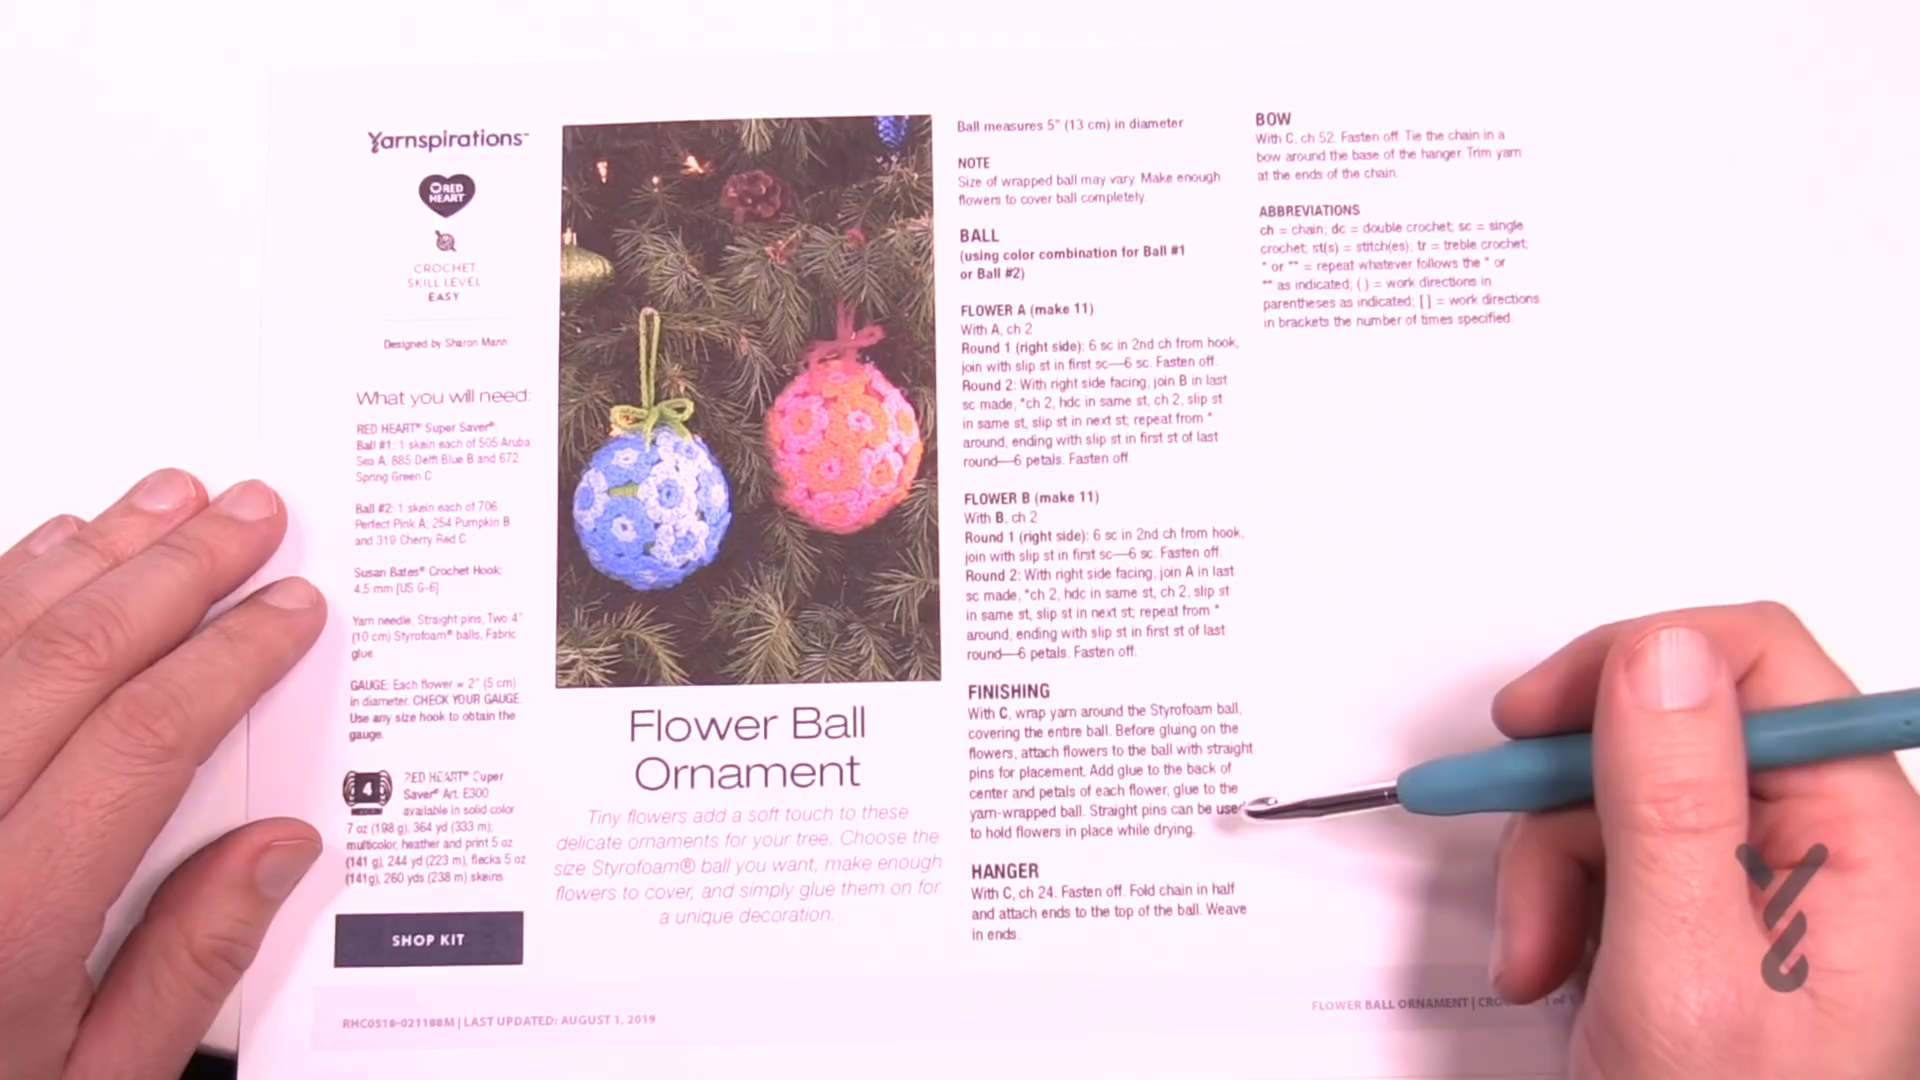 Yarnspirations™
RED
HEART
CROCHET
SKILL LEVEL
EASY
Designed by Sharon Mann
What you will need:
RED HEART® Super Saver®
Ball #1: 1 skein each of 505 Aruba
Sea A, 885 Delft Blue B and 672
Spring Green C
Ball #2: 1 skein each of 706
Perfect Pink A, 254 Pumpkin B
and 319 Cherry Red C
Susan Bates® Crochet Hook:
4.5 mm [US G-6]
Yarn needle, Straight pins, Two 4"
(10 cm) Styrofoam® balls, Fabric
glue
GAUGE: Each flower = 2" (5 cm)
in diameter. CHECK YOUR GAUGE.
Use any size hook to obtain the
gauge.
4
RED HEART® Super
Saver® Art. E300
available in solid color
7 oz (198 g), 364 yd (333 m);
multicolor, heather and print 5 oz
(141 g), 244 yd (223 m), flecks 5 oz
(141g), 260 yds (238 m) skeins
SHOP KIT
Flower Ball
Ornament
Tiny flowers add a soft touch to these
delicate ornaments for your tree. Choose the
size Styrofoam® ball you want, make enough
flowers to cover, and simply glue them on for
a unique decoration.
Ball measures 5" (13 cm) in diameter
NOTE
Size of wrapped ball may vary. Make enough
flowers to cover ball completely.
BALL
(using color combination for Ball #1
or Ball #2)
FLOWER A (make 11)
With A, ch 2
Round 1 (right side): 6 sc in 2nd ch from hook,
join with slip st in first sc—6 sc. Fasten off.
Round 2: With right side facing, join B in last
sc made, *ch 2, hdc in same st, ch 2, slip st
in same st, slip st in next st; repeat from *
around, ending with slip st in first st of last
round—6 petals. Fasten off.
FLOWER B (make 11)
With B, ch 2
Round 1 (right side): 6 sc in 2nd ch from hook,
join with slip st in first sc—6 sc. Fasten off.
Round 2: With right side facing, join A in last
sc made, *ch 2, hdc in same st, ch 2, slip st
in same st, slip st in next st; repeat from *
around, ending with slip st in first st of last
round—6 petals. Fasten off.
FINISHING
With C, wrap yarn around the Styrofoam ball,
covering the entire ball. Before gluing on the
flowers, attach flowers to the ball with straight
pins for placement. Add glue to the back of
center and petals of each flower, glue to the
yarn-wrapped ball. Straight pins can be used
to hold flowers in place while drying.
HANGER
With C, ch 24. Fasten off. Fold chain in half
and attach ends to the top of the ball. Weave
in ends.
BOW
With C, ch 52. Fasten off. Tie the chain in a
bow around the base of the hanger. Trim yarn
at the ends of the chain.
ABBREVIATIONS
ch = chain; dc = double crochet; sc = single
crochet; st(s) = stitch(es); tr = treble crochet;
* or ** = repeat whatever follows the * or
** as indicated; ( ) = work directions in
parentheses as indicated; [ ] = work directions
in brackets the number of times specified.
RHC0518-021188M | LAST UPDATED: AUGUST 1, 2019
FLOWER BALL ORNAMENT |